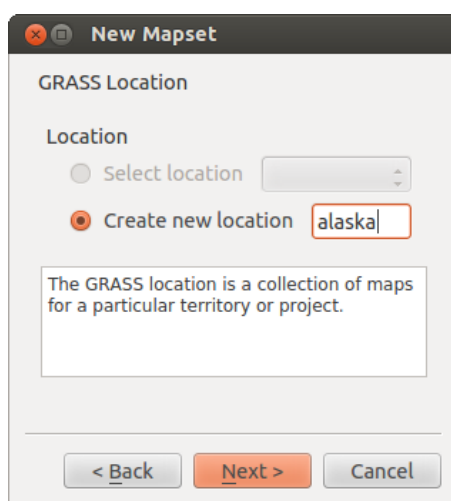 New Mapset
GRASS Location
Location
Select location
Create new location alaska
The GRASS location is a collection of maps
for a particular territory or project.
< Back Next > Cancel